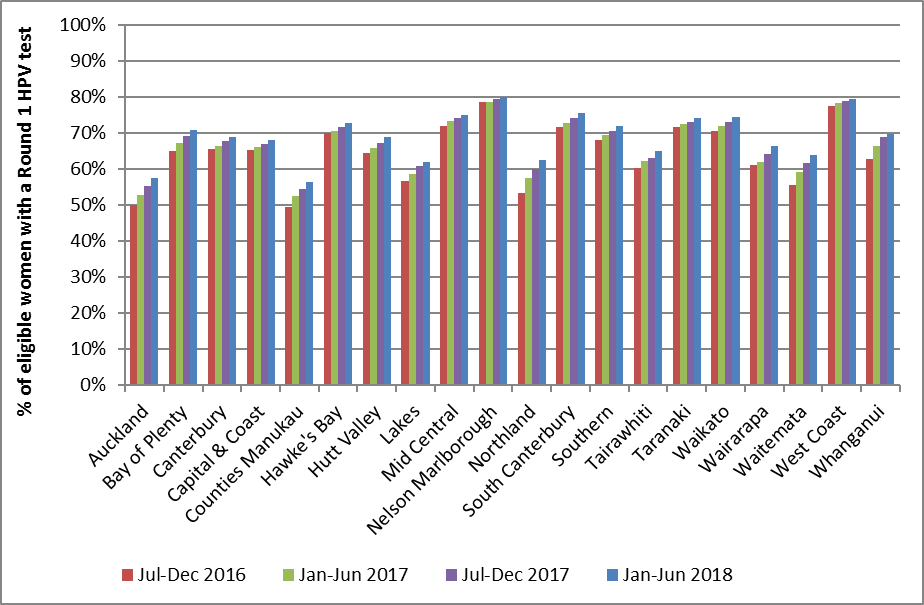 % of eligible women with a Round 1 HPV test
100%
90%
80%
70%
60%
50%
40%
30%
20%
10%
0%
Auckland
Bay of Plenty
Canterbury
Capital & Coast
Counties Manukau
Hawke's Bay
Hutt Valley
Lakes
Mid Central
Nelson Marlborough
Northland
South Canterbury
Southern
Tairawhiti
Taranaki
Waikato
Wairarapa
Waitemata
West Coast
Whanganui
Jul-Dec 2016
Jan-Jun 2017
Jul-Dec 2017
Jan-Jun 2018